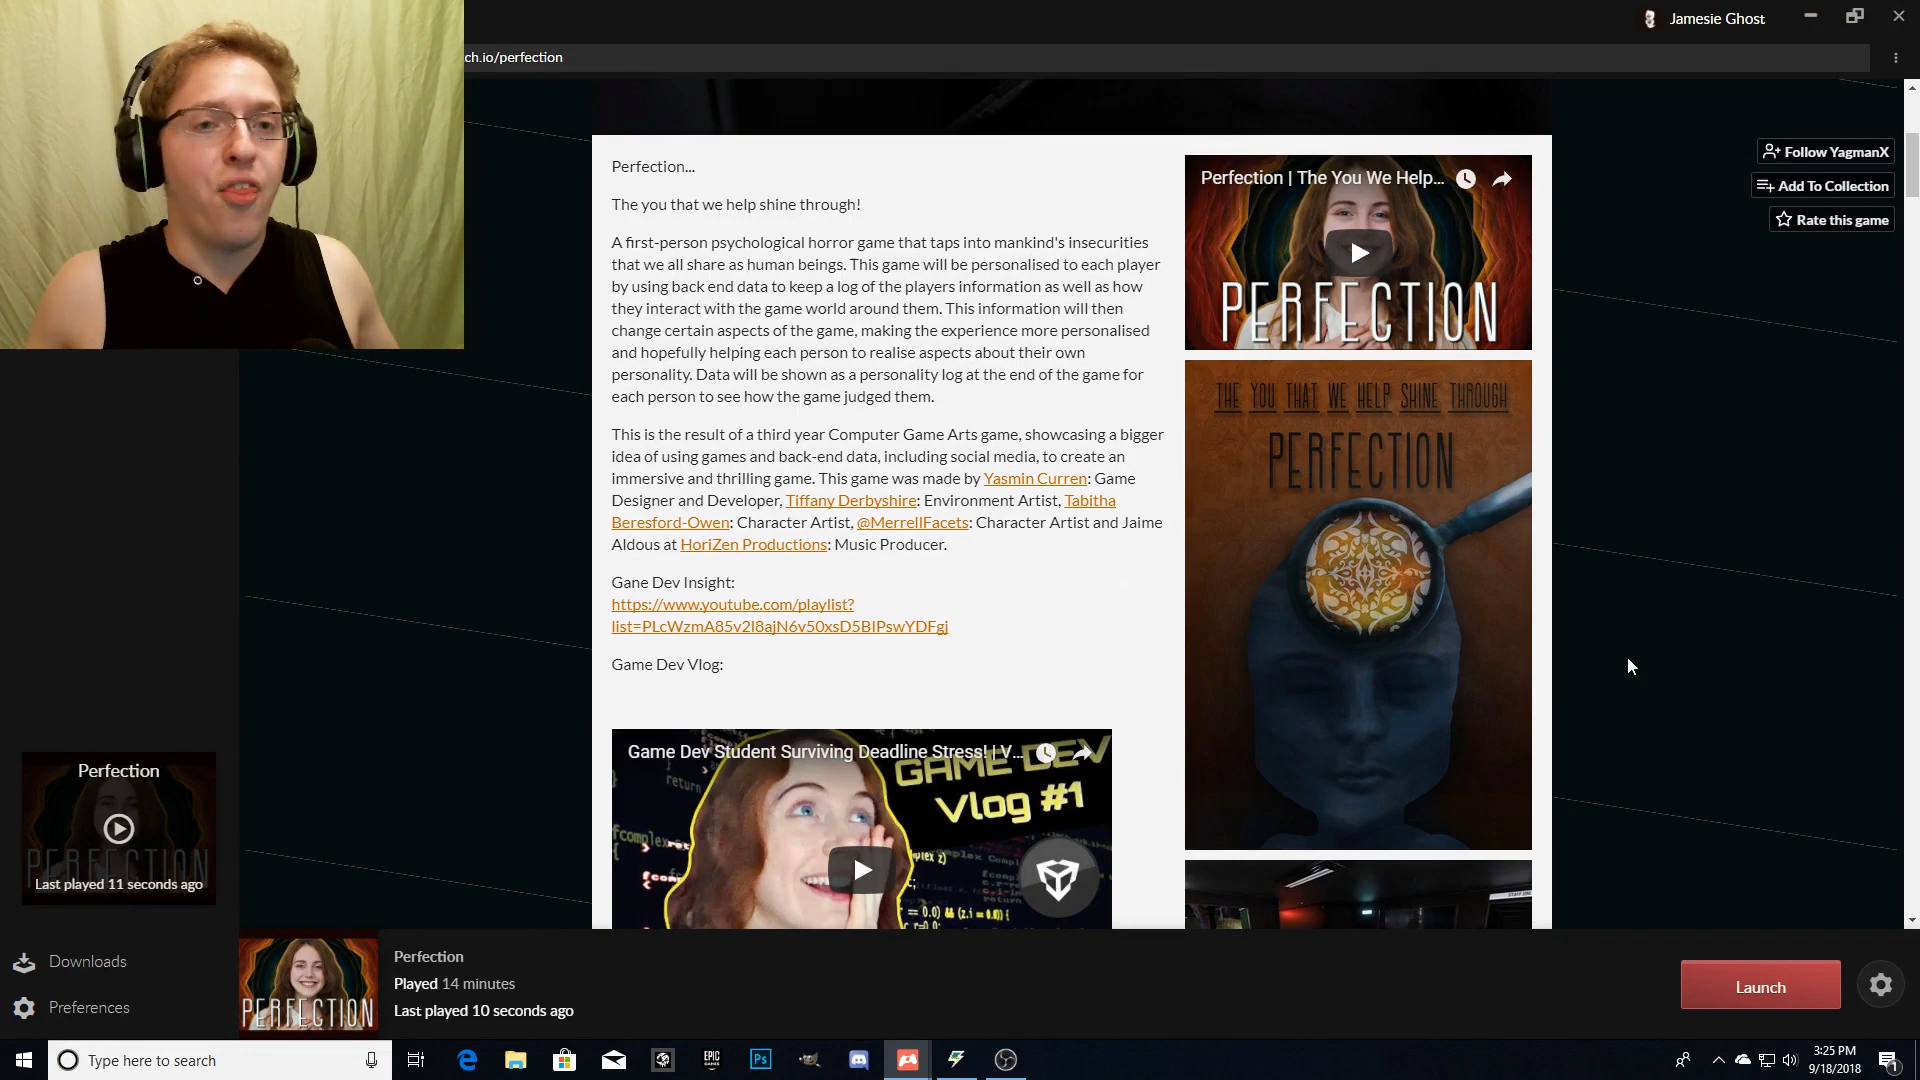 Jamesie Ghost
ch.io/perfection
Follow YagmanX
Add To Collection
Rate this game
Perfection...
The you that we help shine through!
A first-person psychological horror game that taps into mankind's insecurities
that we all share as human beings. This game will be personalised to each player
by using back end data to keep a log of the players information as well as how
they interact with the game world around them. This information will then
change certain aspects of the game, making the experience more personalised
and hopefully helping each person to realise aspects about their own
personality. Data will be shown as a personality log at the end of the game for
each person to see how the game judged them.
This is the result of a third year Computer Game Arts game, showcasing a bigger
idea of using games and back-end data, including social media, to create an
immersive and thrilling game. This game was made by Yasmin Curren: Game
Designer and Developer, Tiffany Derbyshire: Environment Artist, Tabitha
Beresford-Owen: Character Artist, @MerrellFacets: Character Artist and Jaime
Aldous at HoriZen Productions: Music Producer.
Gane Dev Insight:
https://www.youtube.com/playlist?
list=PLcWzmA85v2l8ajN6v50xsD5BIPswYDFgj
Game Dev Vlog:
Game Dev Student Surviving Deadline Stress! | V...
GAME DEV
Vlog #1
Perfection | The You We Help...
PERFECTION
THE YOU THAT WE HELP SHINE THROUGH
PERFECTION
Perfection
PERFECTION
Last played 11 seconds ago
Downloads
Preferences
PERFECTION
Perfection
Played 14 minutes
Last played 10 seconds ago
Launch
Type here to search
EPIC GAMES
Ps
3:25 PM
9/18/2018
1